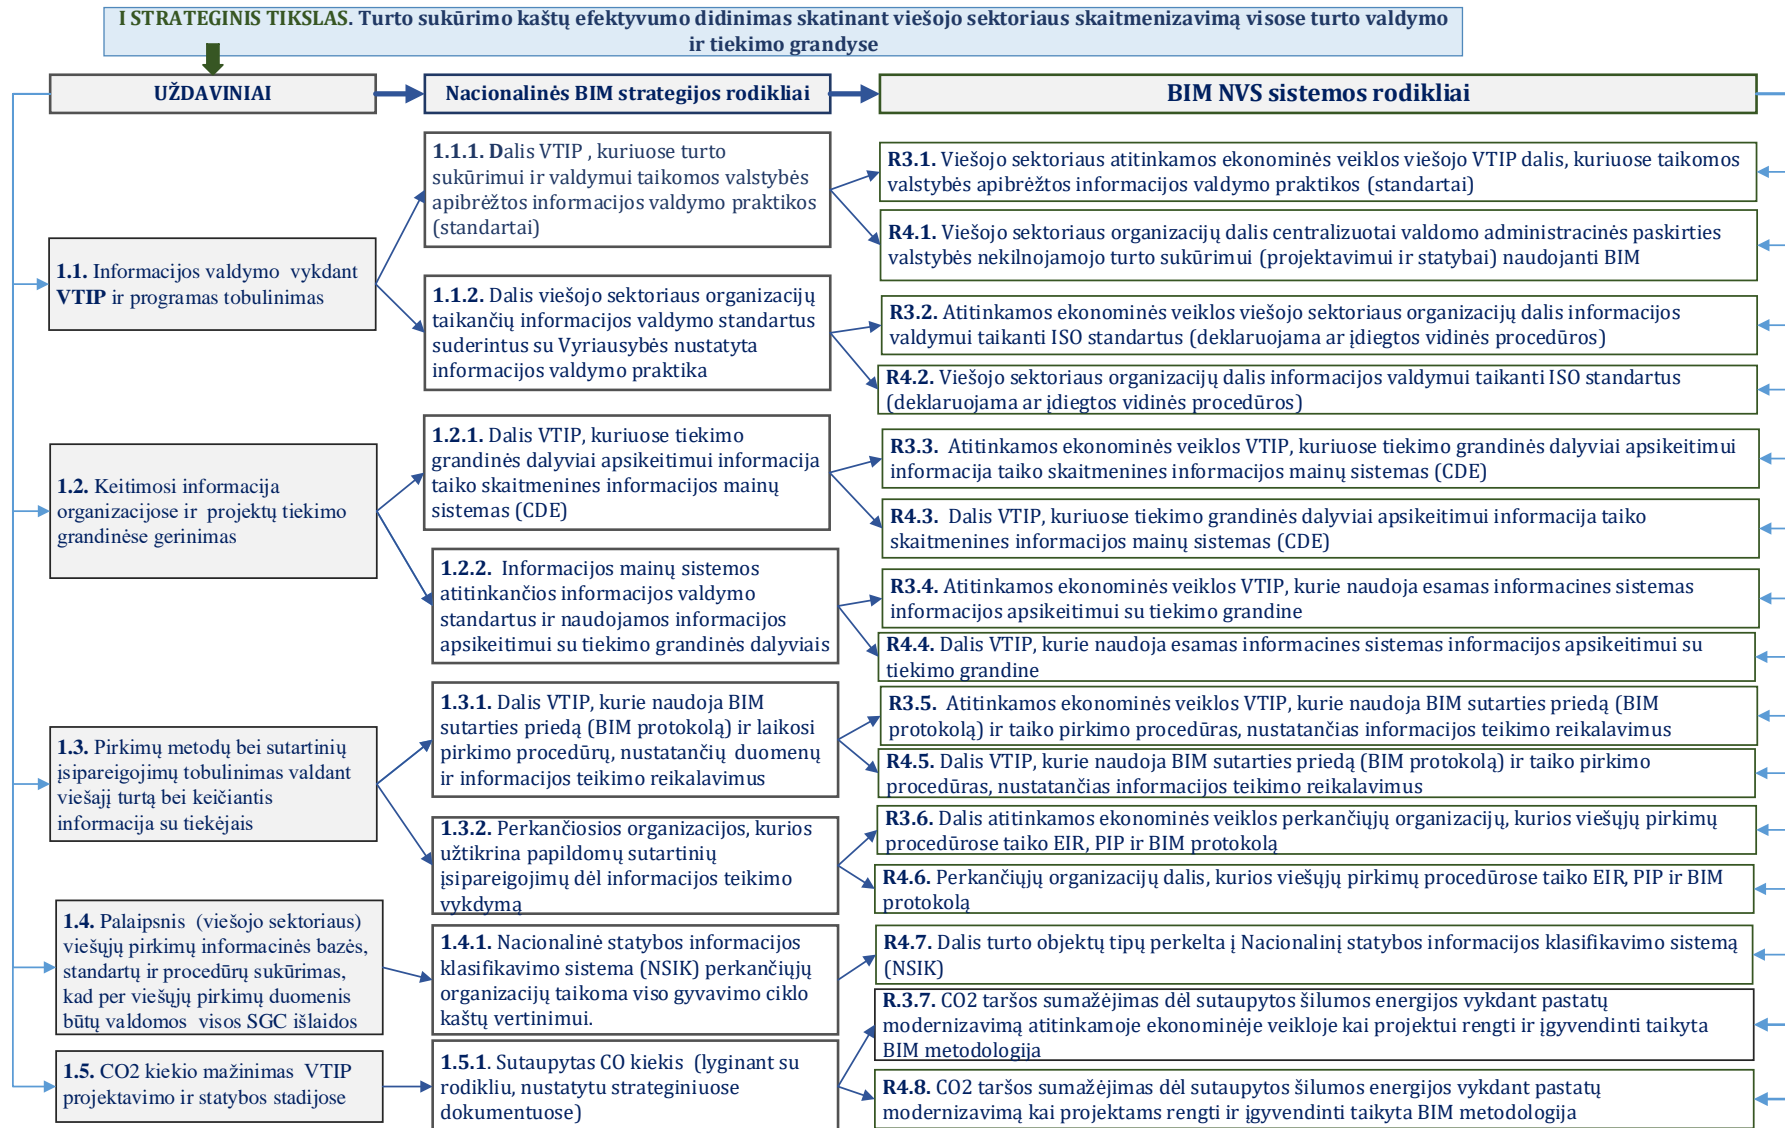 I STRATEGINIS TIKSLAS. Turto sukūrimo kaštų efektyvumo didinimas skatinant viešojo sektoriaus skaitmenizavimą visose turto valdymo
ir tiekimo grandyse
UŽDAVINIAI
Nacionalinės BIM strategijos rodikliai
BIM NVS sistemos rodikliai
1.1. Informacijos valdymo vykdant
VTIP ir programas tobulinimas
1.1.1. Dalis VTIP , kuriuose turto
sukūrimui ir valdymui taikomos valstybės
apibrėžtos informacijos valdymo praktikos
(standartai)
R3.1. Viešojo sektoriaus atitinkamos ekonominės veiklos viešojo VTIP dalis, kuriuose taikomos
valstybės apibrėžtos informacijos valdymo praktikos (standartai)
R4.1. Viešojo sektoriaus organizacijų dalis centralizuotai valdomo administracinės paskirties
valstybės nekilnojamojo turto sukūrimui (projektavimui ir statybai) naudojanti BIM
1.1.2. Dalis viešojo sektoriaus organizacijų
taikančių informacijos valdymo standartus
suderintus su Vyriausybės nustatyta
informacijos valdymo praktika
R3.2. Atitinkamos ekonominės veiklos viešojo sektoriaus organizacijų dalis informacijos
valdymui taikanti ISO standartus (deklaruojama ar įdiegtos vidinės procedūros)
R4.2. Viešojo sektoriaus organizacijų dalis informacijos valdymui taikanti ISO standartus
(deklaruojama ar įdiegtos vidinės procedūros)
1.2. Keitimosi informacija
organizacijose ir projektų tiekimo
grandinėse gerinimas
1.2.1. Dalis VTIP, kuriuose tiekimo
grandinės dalyviai apsikeitimui informacija
taiko skaitmenines informacijos mainų
sistemas (CDE)
R3.3. Atitinkamos ekonominės veiklos VTIP, kuriuose tiekimo grandinės dalyviai apsikeitimui
informacija taiko skaitmenines informacijos mainų sistemas (CDE)
R4.3. Dalis VTIP, kuriuose tiekimo grandinės dalyviai apsikeitimui informacija taiko
skaitmenines informacijos mainų sistemas (CDE)
1.2.2. Informacijos mainų sistemos
atitinkančios informacijos valdymo
standartus ir naudojamos informacijos
apsikeitimui su tiekimo grandinės dalyviais
R3.4. Atitinkamos ekonominės veiklos VTIP, kurie naudoja esamas informacines sistemas
informacijos apsikeitimui su tiekimo grandine
R4.4. Dalis VTIP, kurie naudoja esamas informacines sistemas informacijos apsikeitimui su
tiekimo grandine
1.3. Pirkimų metodų bei sutartinių
įsipareigojimų tobulinimas valdant
viešąjį turtą bei keičiantis
informacija su tiekėjais
1.3.1. Dalis VTIP, kurie naudoja BIM
sutarties priedą (BIM protokolą) ir laikosi
pirkimo procedūrų, nustatančių duomenų
ir informacijos teikimo reikalavimus
R3.5. Atitinkamos ekonominės veiklos VTIP, kurie naudoja BIM sutarties priedą (BIM
protokolą) ir taiko pirkimo procedūras, nustatančias informacijos teikimo reikalavimus
R4.5. Dalis VTIP, kurie naudoja BIM sutarties priedą (BIM protokolą) ir taiko pirkimo
procedūras, nustatančias informacijos teikimo reikalavimus
1.3.2. Perkančiosios organizacijos, kurios
užtikrina papildomų sutartinių
įsipareigojimų dėl informacijos teikimo
vykdymą
R3.6. Dalis atitinkamos ekonominės veiklos perkančiųjų organizacijų, kurios viešųjų pirkimų
procedūrose taiko EIR, PIP ir BIM protokolą
R4.6. Perkančiųjų organizacijų dalis, kurios viešųjų pirkimų procedūrose taiko EIR, PIP ir BIM
protokolą
1.4. Palaipsnis (viešojo sektoriaus)
viešųjų pirkimų informacinės bazės,
standartų ir procedūrų sukūrimas,
kad per viešųjų pirkimų duomenis
būtų valdomos visos SGC išlaidos
1.4.1. Nacionalinė statybos informacijos
klasifikavimo sistema (NSIK) perkančiųjų
organizacijų taikoma viso gyvavimo ciklo
kaštų vertinimui.
R4.7. Dalis turto objektų tipų perkelta į Nacionalinį statybos informacijos klasifikavimo sistemą
(NSIK)
1.5. CO2 kiekio mažinimas VTIP
projektavimo ir statybos stadijose
1.5.1. Sutaupytas CO kiekis (lyginant su
rodikliu, nustatytu strateginiuose
dokumentuose)
R.3.7. CO2 taršos sumažėjimas dėl sutaupytos šilumos energijos vykdant pastatų
modernizavimą atitinkamoje ekonominėje veikloje kai projektui rengti ir įgyvendinti taikyta
BIM metodologija
R4.8. CO2 taršos sumažėjimas dėl sutaupytos šilumos energijos vykdant pastatų
modernizavimą kai projektams rengti ir įgyvendinti taikyta BIM metodologija